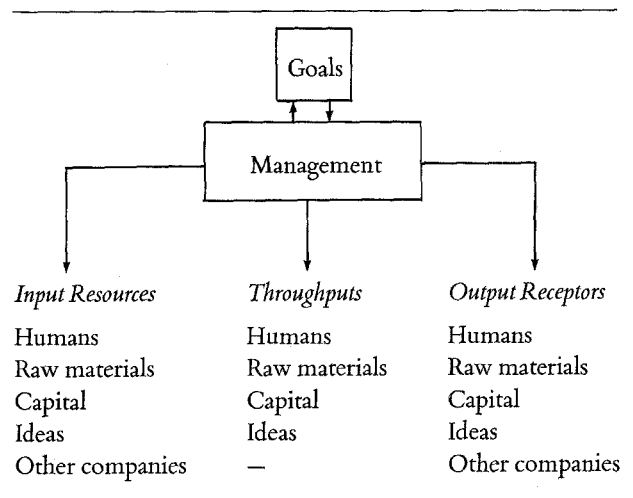 Goals
Management
Input Resources
Throughputs
Output Receptors
Humans
Humans
Humans
Raw materials
Raw materials
Raw materials
Capital
Capital
Capital
Ideas
Ideas
Ideas
Other companies
—
Other companies